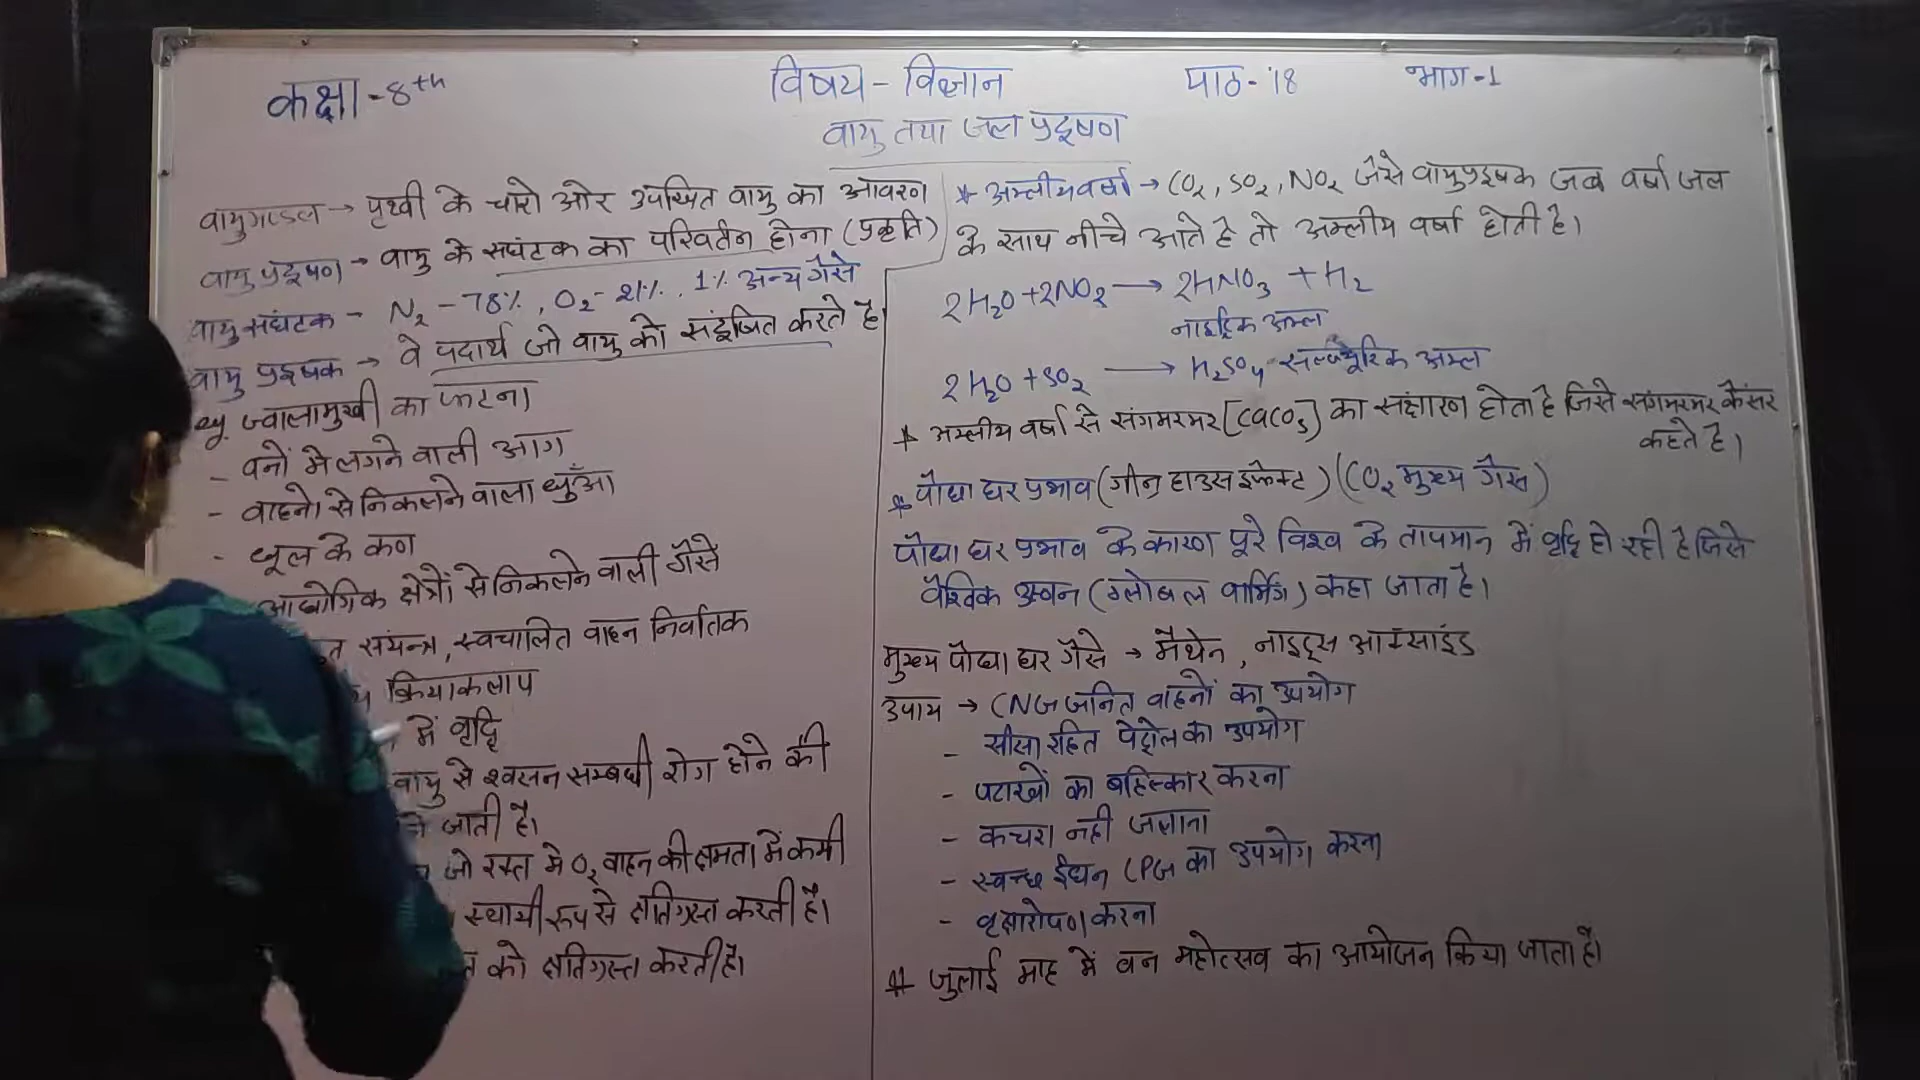 कक्षा - 8th
विषय - विज्ञान
पाठ - 18
भाग - 1
वायु तथा जल प्रदूषण
वायुमण्डल → पृथ्वी के चारो ओर उपस्थित वायु का आवरण
वायु प्रदूषण → वायु के संघटक का परिवर्तन होना (प्रकृति)
वायु संघटक - N2 - 78%, O2 - 21%, 1% अन्य गैसे
वायु प्रदूषक → वे पदार्थ जो वायु को संदूषित करते है।
ज्वालामुखी का फटना
- वनों मे लगने वाली आग
- वाहनो से निकलने वाला धुँआ
- धूल के कण
औद्योगिक क्षेत्रों से निकलने वाली गैसे
संयन्त्र, स्वचालित वाहन निर्वातक
क्रियाकलाप
में वृद्धि
वायु से श्वसन सम्बधी रोग होने की
जाती है।
जो रक्त मे O2 वाहन की क्षमता में कमी
स्थायी रूप से क्षतिग्रस्त करती है।
को क्षतिग्रस्त करती है।
* अम्लीय वर्षा → CO2, SO2, NO2 जैसे वायुप्रदूषक जब वर्षा जल
के साथ नीचे आते है तो अम्लीय वर्षा होती है।
2H2O + 2NO2 → 2HNO3 + H2
नाइट्रिक अम्ल
2H2O + SO2 → H2SO4 - सल्फ्यूरिक अम्ल
* अम्लीय वर्षा से संगमरमर [CaCO3] का संक्षारण होता है जिसे संगमरमर कैंसर
कहते है।
* पौधा घर प्रभाव (ग्रीन हाउस इफेक्ट) (CO2 मुख्य गैस)
पौधा घर प्रभाव के कारण पूरे विश्व के तापमान में वृद्धि हो रही है जिसे
वैश्विक उष्णन (ग्लोबल वार्मिंग) कहा जाता है।
मुख्य पौधा घर गैसे → मैथेन, नाइट्रस आक्साइड
उपाय → CNG जनित वाहनों का उपयोग
- सीसा रहित पेट्रोल का उपयोग
- पटाखों का बहिस्कार करना
- कचरा नही जलाना
- स्वच्छ ईधन LPG का उपयोग करना
- वृक्षारोपण करना
* जुलाई माह में वन महोत्सव का आयोजन किया जाता है।